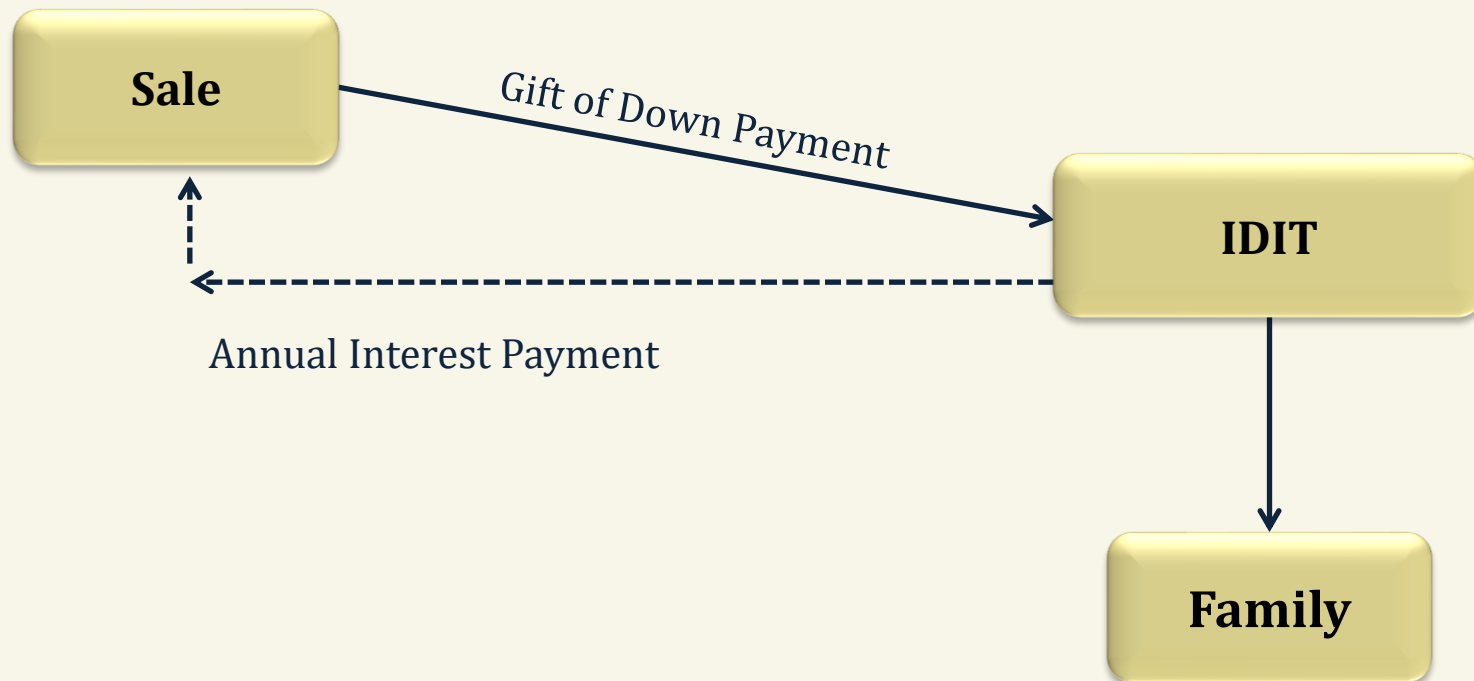 Sale
Gift of Down Payment
IDIT
Annual Interest Payment
Family